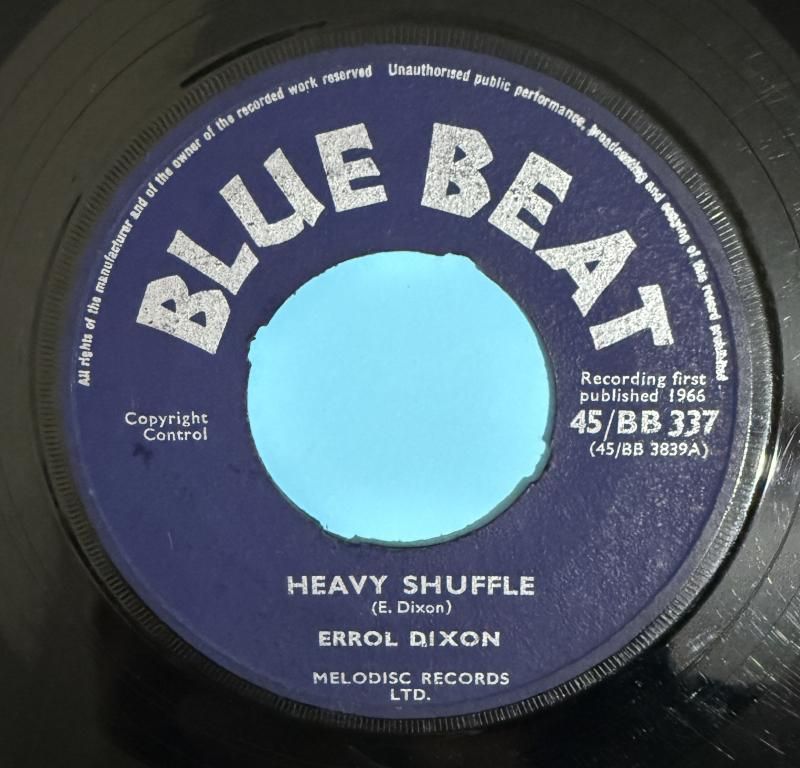 All rights of the manufacturer and of the owner of the recorded work reserved Unauthorised public performance, broadcasting and copying of this record prohibited
BLUE BEAT
Recording first
published 1966
45/BB 337
(45/BB 3839A)
Copyright
Control
HEAVY SHUFFLE
(E. Dixon)
ERROL DIXON
MELODISC RECORDS
LTD.